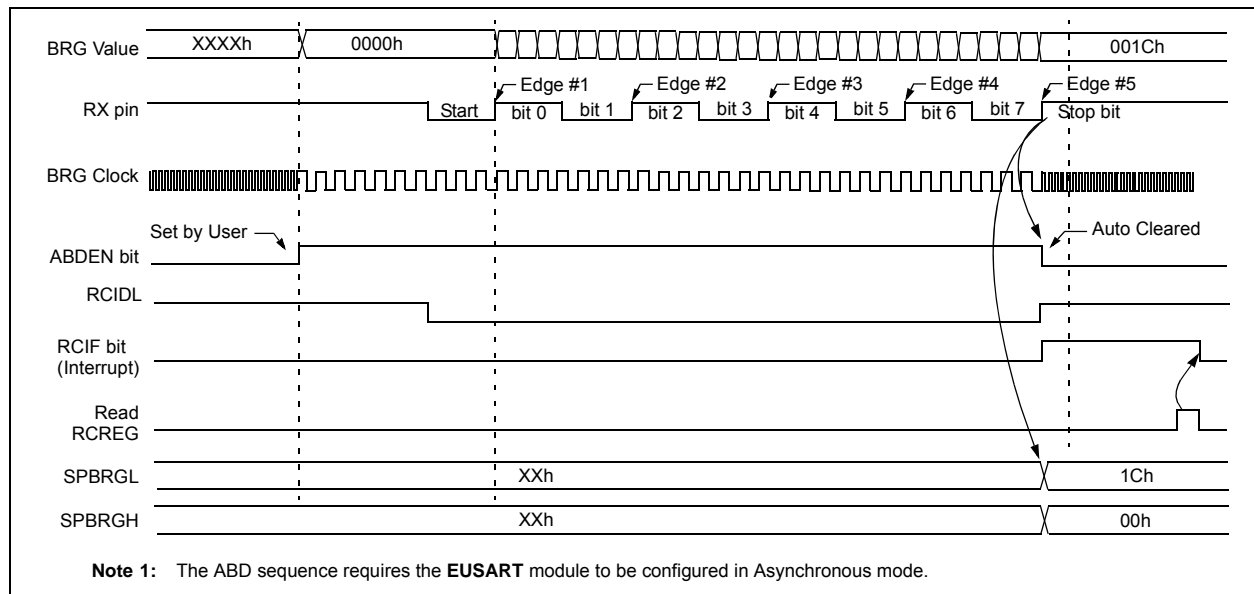 BRG Value XXXXh 0000h 001Ch
Edge #1 Edge #2 Edge #3 Edge #4 Edge #5
RX pin Start bit 0 bit 1 bit 2 bit 3 bit 4 bit 5 bit 6 bit 7 Stop bit
BRG Clock
Set by User Auto Cleared
ABDEN bit
RCIDL
RCIF bit
(Interrupt)
Read
RCREG
SPBRGL XXh 1Ch
SPBRGH XXh 00h
Note 1: The ABD sequence requires the EUSART module to be configured in Asynchronous mode.